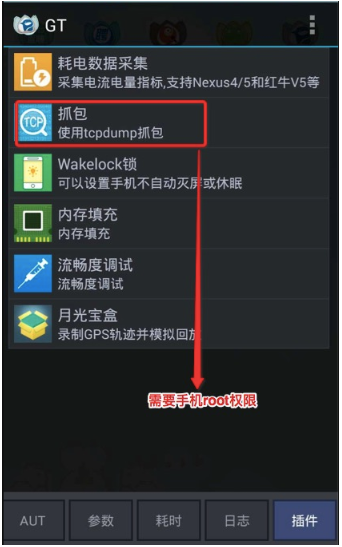 GT
耗电数据采集
采集电流电量指标,支持Nexus4/5和红牛V5等
TCP
抓包
使用tcpdump抓包
Wakelock锁
可以设置手机不自动灭屏或休眠
内存填充
内存填充
流畅度调试
流畅度调试
月光宝盒
录制GPS轨迹并模拟回放
需要手机root权限
AUT
参数
耗时
日志
插件